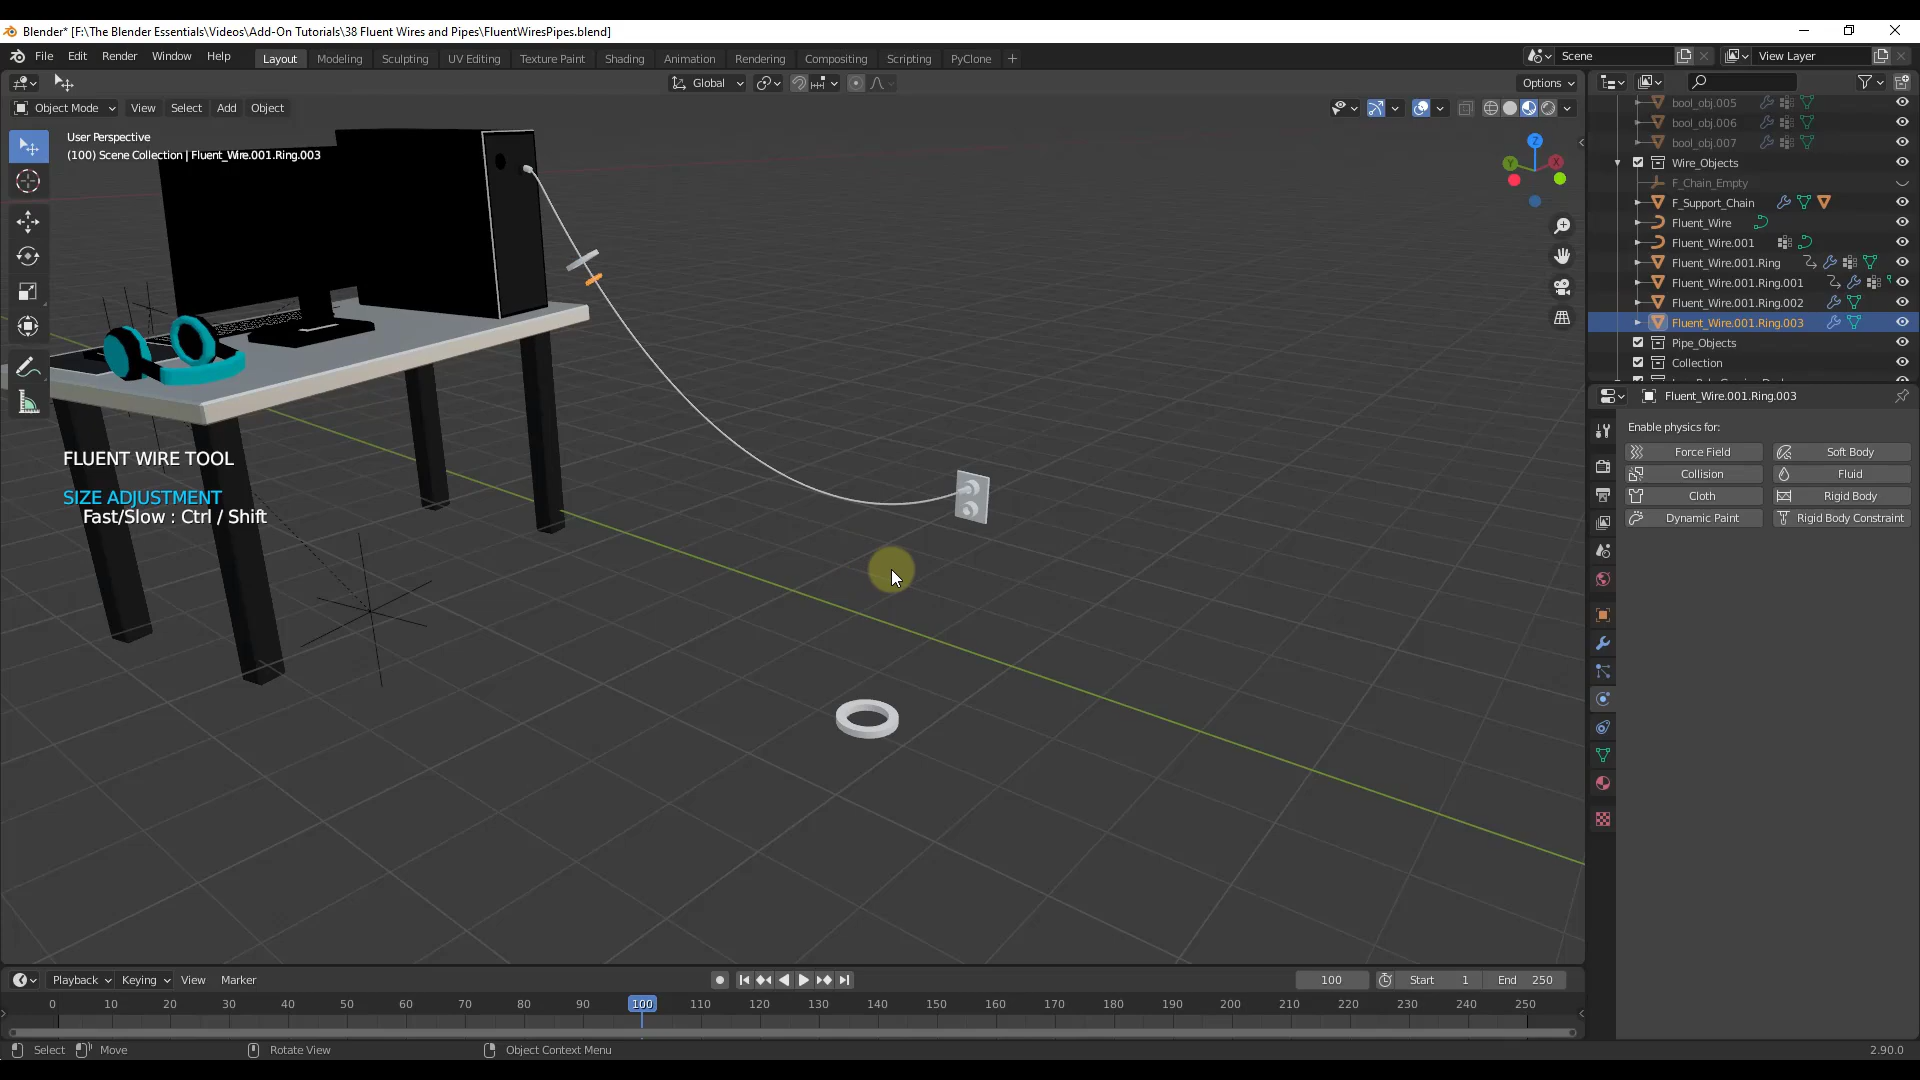 Blender* [F:\The Blender Essentials\Videos\Add-On Tutorials\38 Fluent Wires and Pipes\FluentWiresPipes.blend]
File Edit Render Window Help Layout Modeling Sculpting UV Editing Texture Paint Shading Animation Rendering Compositing Scripting PyClone + Scene View Layer
Global Options
Object Mode View Select Add Object
User Perspective
(100) Scene Collection | Fluent_Wire.001.Ring.003
bool_obj.005
bool_obj.006
bool_obj.007
Wire_Objects
F_Chain_Empty
F_Support_Chain
Fluent_Wire
Fluent_Wire.001
Fluent_Wire.001.Ring
Fluent_Wire.001.Ring.001
Fluent_Wire.001.Ring.002
Fluent_Wire.001.Ring.003
Pipe_Objects
Collection
Fluent_Wire.001.Ring.003
Enable physics for:
Force Field Soft Body
Collision Fluid
Cloth Rigid Body
Dynamic Paint Rigid Body Constraint
Z
Y X
FLUENT WIRE TOOL
SIZE ADJUSTMENT
Fast/Slow : Ctrl / Shift
Playback Keying View Marker 100 Start 1 End 250
0 10 20 30 40 50 60 70 80 90 100 110 120 130 140 150 160 170 180 190 200 210 220 230 240 250
Select Move Rotate View Object Context Menu 2.90.0